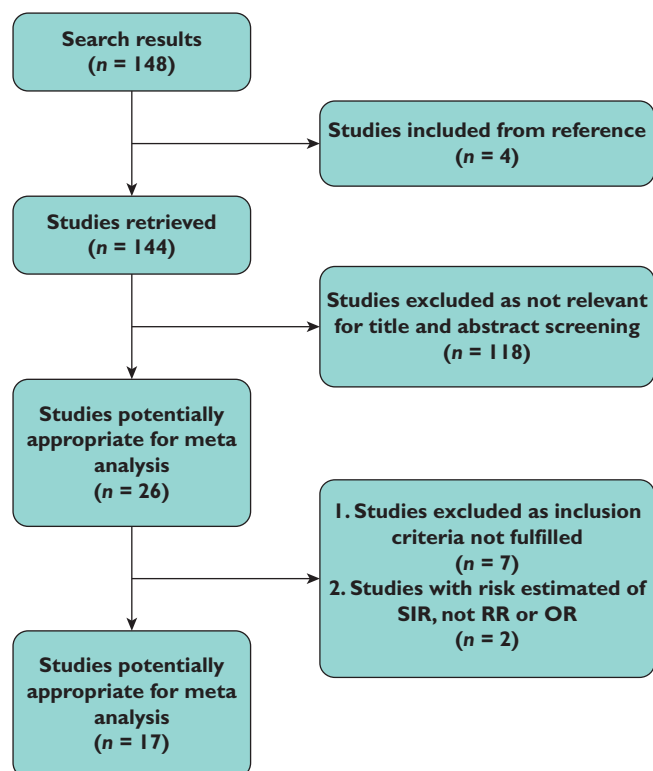 Search results
(n = 148)
Studies included from reference
(n = 4)
Studies retrieved
(n = 144)
Studies excluded as not relevant
for title and abstract screening
(n = 118)
Studies potentially
appropriate for meta
analysis
(n = 26)
1. Studies excluded as inclusion
criteria not fulfilled
(n = 7)
2. Studies with risk estimated of
SIR, not RR or OR
(n = 2)
Studies potentially
appropriate for meta
analysis
(n = 17)